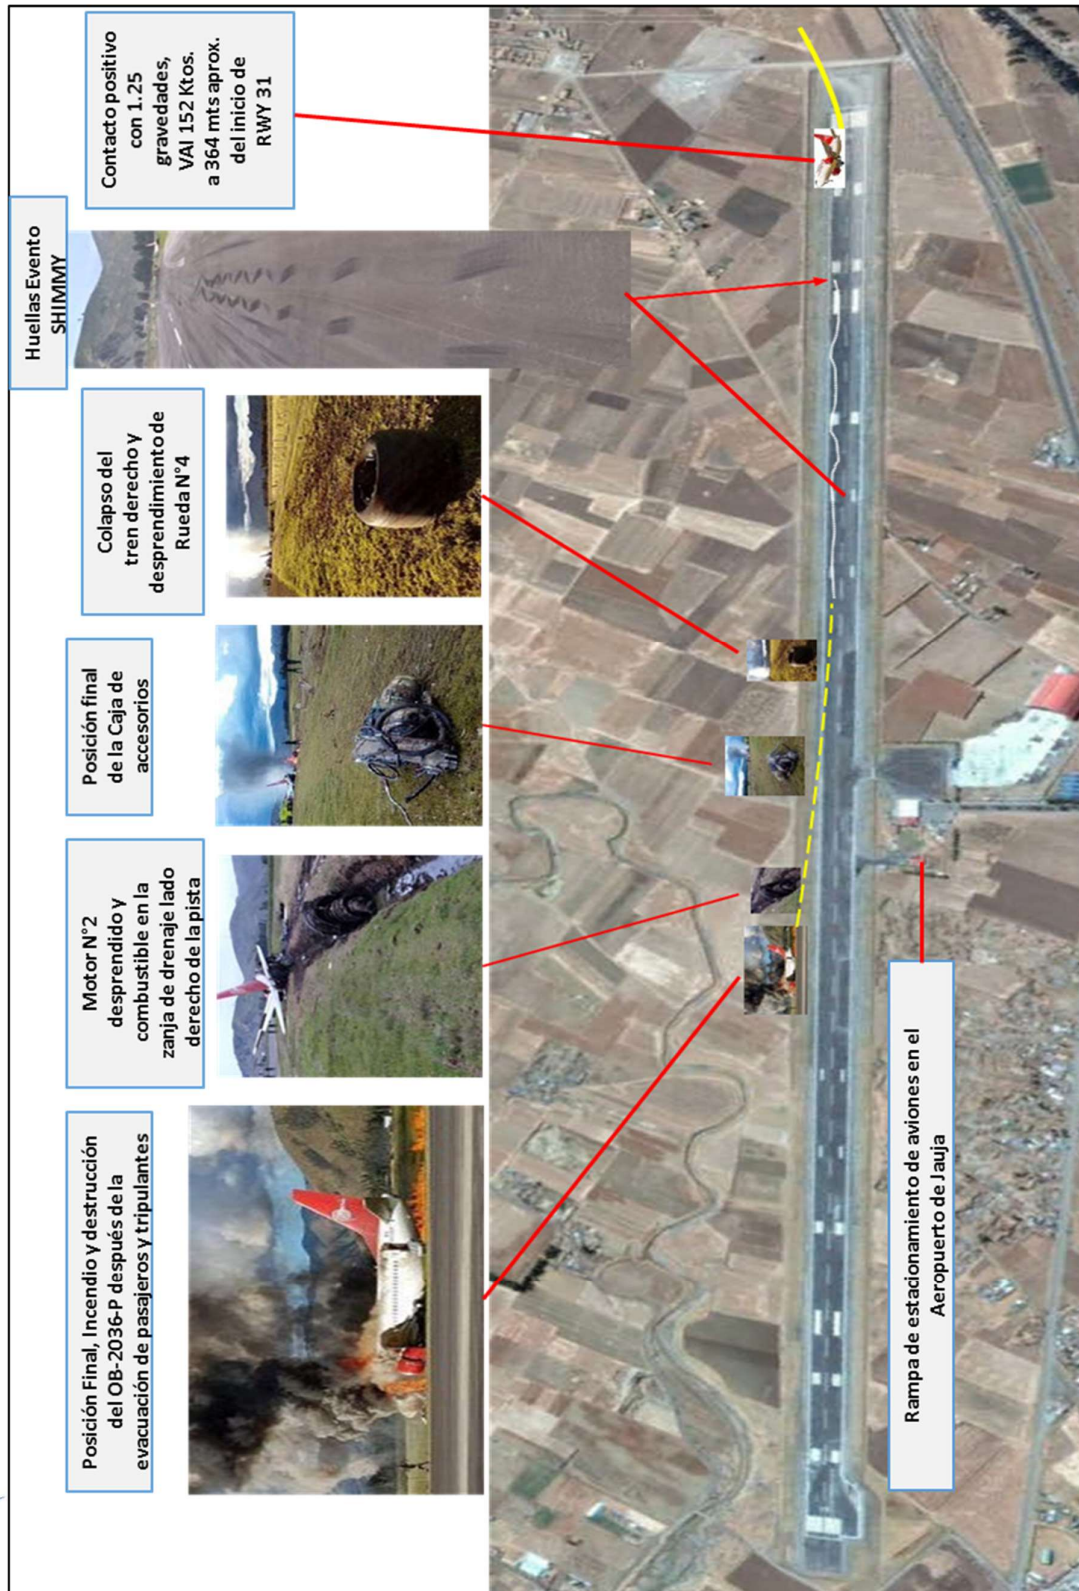 Contacto positivo
con 1.25
gravedades,
VAI 152 Ktos.
a 364 mts aprox.
del inicio de
RWY 31
Huellas Evento
SHIMMY
Colapso del
tren derecho y
desprendimiento de
Rueda N°4
Posición final
de la Caja de
accesorios
Motor N°2
desprendido y
combustible en la
zanja de drenaje lado
derecho de la pista
Posición Final, Incendio y destrucción
del OB-2036-P después de la
evacuación de pasajeros y tripulantes
Rampa de estacionamiento de aviones en el
Aeropuerto de Jauja